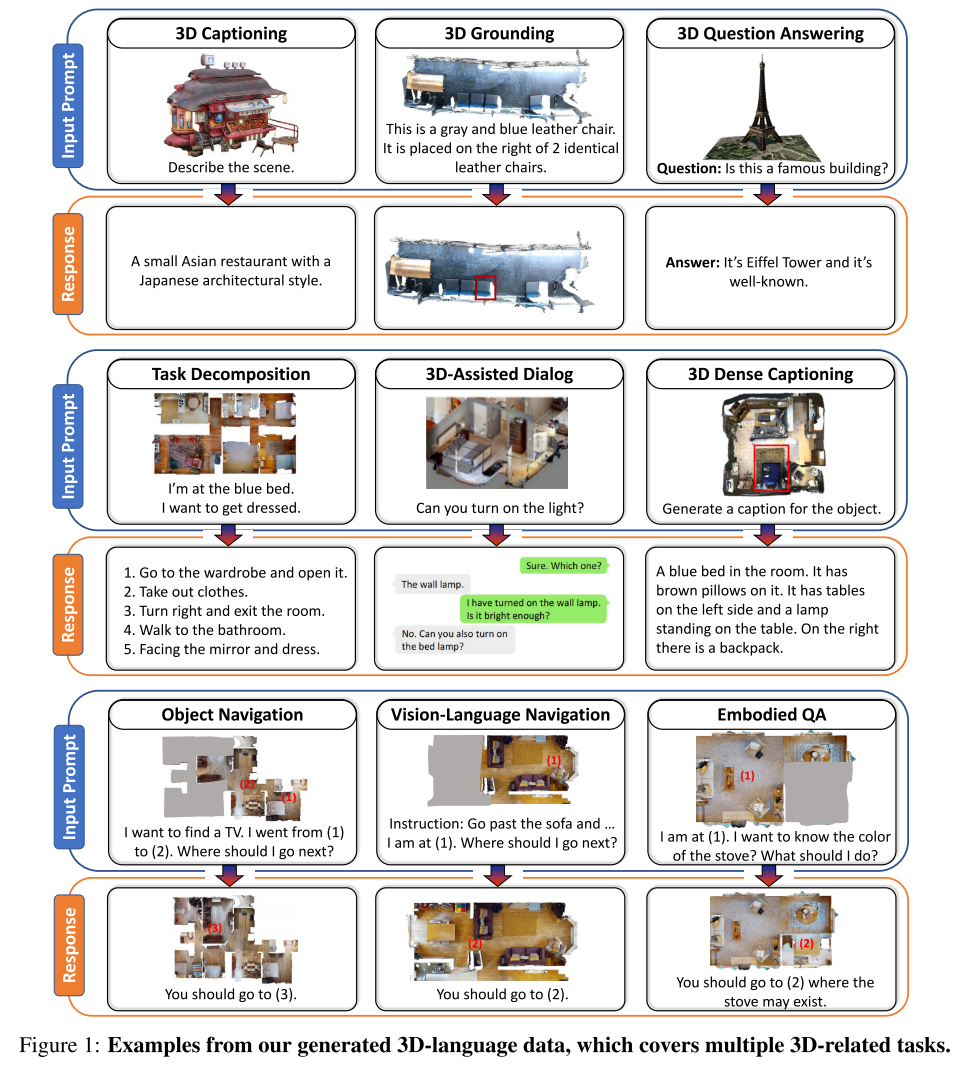 Input Prompt
3D Captioning
Describe the scene.
3D Grounding
This is a gray and blue leather chair.
It is placed on the right of 2 identical
leather chairs.
3D Question Answering
Question: Is this a famous building?
Response
A small Asian restaurant with a
Japanese architectural style.
Answer: It's Eiffel Tower and it's
well-known.
Input Prompt
Task Decomposition
I'm at the blue bed.
I want to get dressed.
3D-Assisted Dialog
Can you turn on the light?
3D Dense Captioning
Generate a caption for the object.
Response
1. Go to the wardrobe and open it.
2. Take out clothes.
3. Turn right and exit the room.
4. Walk to the bathroom.
5. Facing the mirror and dress.
Sure. Which one?
The wall lamp.
I have turned on the wall lamp.
Is it bright enough?
No. Can you also turn on
the bed lamp?
A blue bed in the room. It has
brown pillows on it. It has tables
on the left side and a lamp
standing on the table. On the right
there is a backpack.
Input Prompt
Object Navigation
(2)
(1)
I want to find a TV. I went from (1)
to (2). Where should I go next?
Vision-Language Navigation
(1)
Instruction: Go past the sofa and ...
I am at (1). Where should I go next?
Embodied QA
(1)
I am at (1). I want to know the color
of the stove? What should I do?
Response
(3)
You should go to (3).
(2)
You should go to (2).
(2)
You should go to (2) where the
stove may exist.
Figure 1: Examples from our generated 3D-language data, which covers multiple 3D-related tasks.